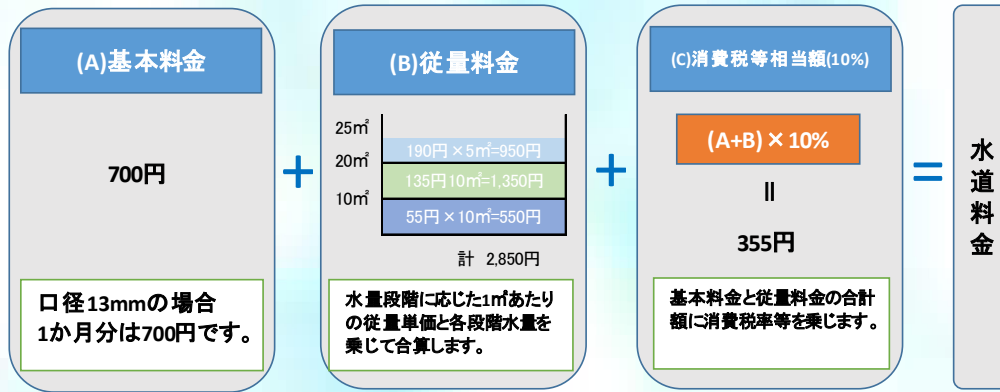 (A)基本料金
700円
口径13mmの場合
1か月分は700円です。
+
(B)従量料金
25㎥
190円×5㎥=950円
20㎥
135円10㎥=1,350円
10㎥
55円×10㎥=550円
計 2,850円
水量段階に応じた1㎥あたり
の従量単価と各段階水量を
乗じて合算します。
+
(C)消費税等相当額(10%)
(A+B)×10%
=
355円
基本料金と従量料金の合計
額に消費税率等を乗じます。
=
水道料金